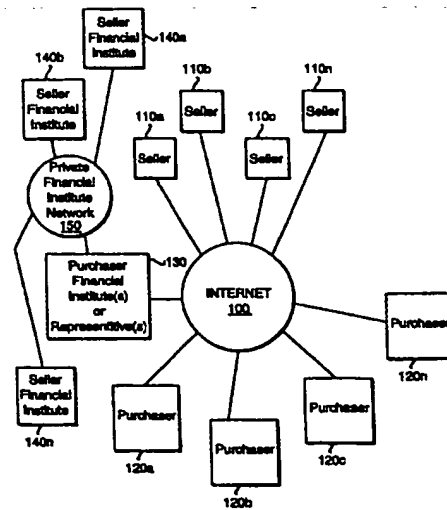 Seller
Financial
Institute
140a
140b
Seller
Financial
Institute
110b
110n
110a
110c
Seller
Seller
Seller
Seller
Private
Financial
Institute
Network
150
130
Purchaser
Financial
Institute(s)
or
Representitive(s)
INTERNET
100
Purchaser
120n
Seller
Financial
Institute
140n
Purchaser
120a
Purchaser
120b
Purchaser
120c